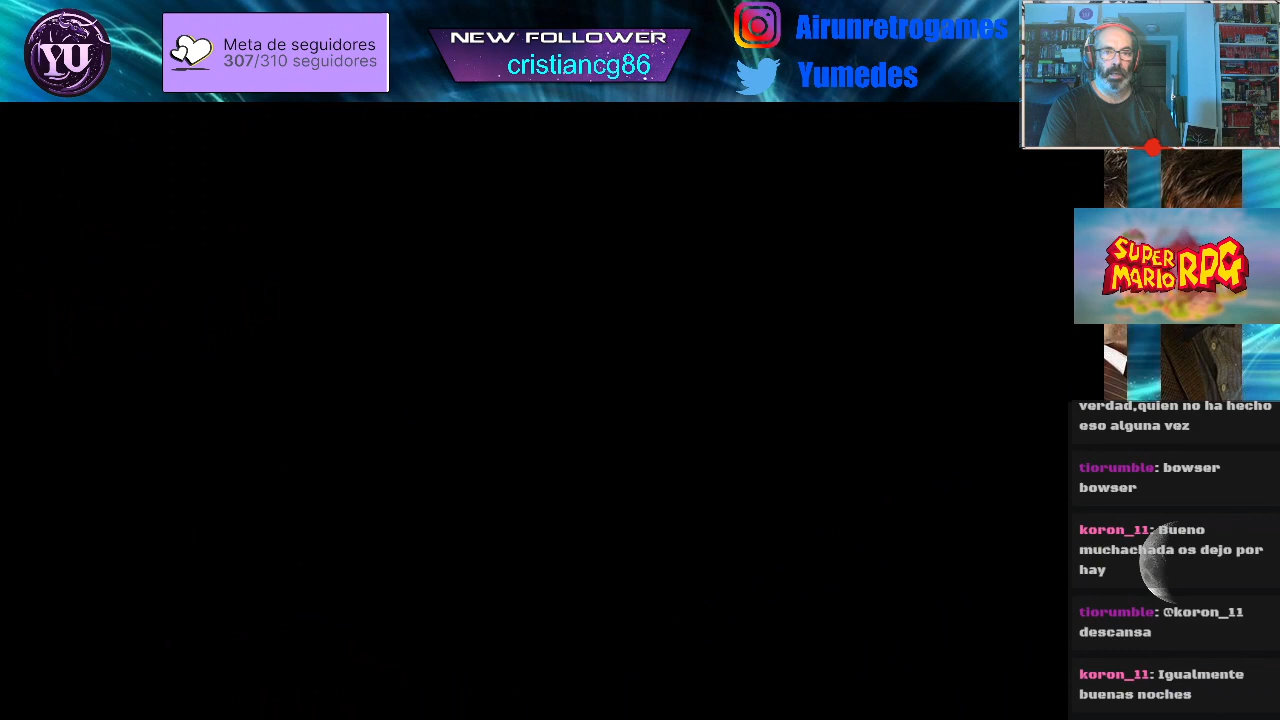 YU
Meta de seguidores
307/310 seguidores
NEW FOLLOWER
cristiancg86
Airunretrogames
Yumedes
SUPER
MARIO RPG
verdad,quien no ha hecho
eso alguna vez
tiorumble: bowser
bowser
koron_11: Bueno
muchachada os dejo por
hay
tiorumble: @koron_11
descansa
koron_11: Igualmente
buenas noches